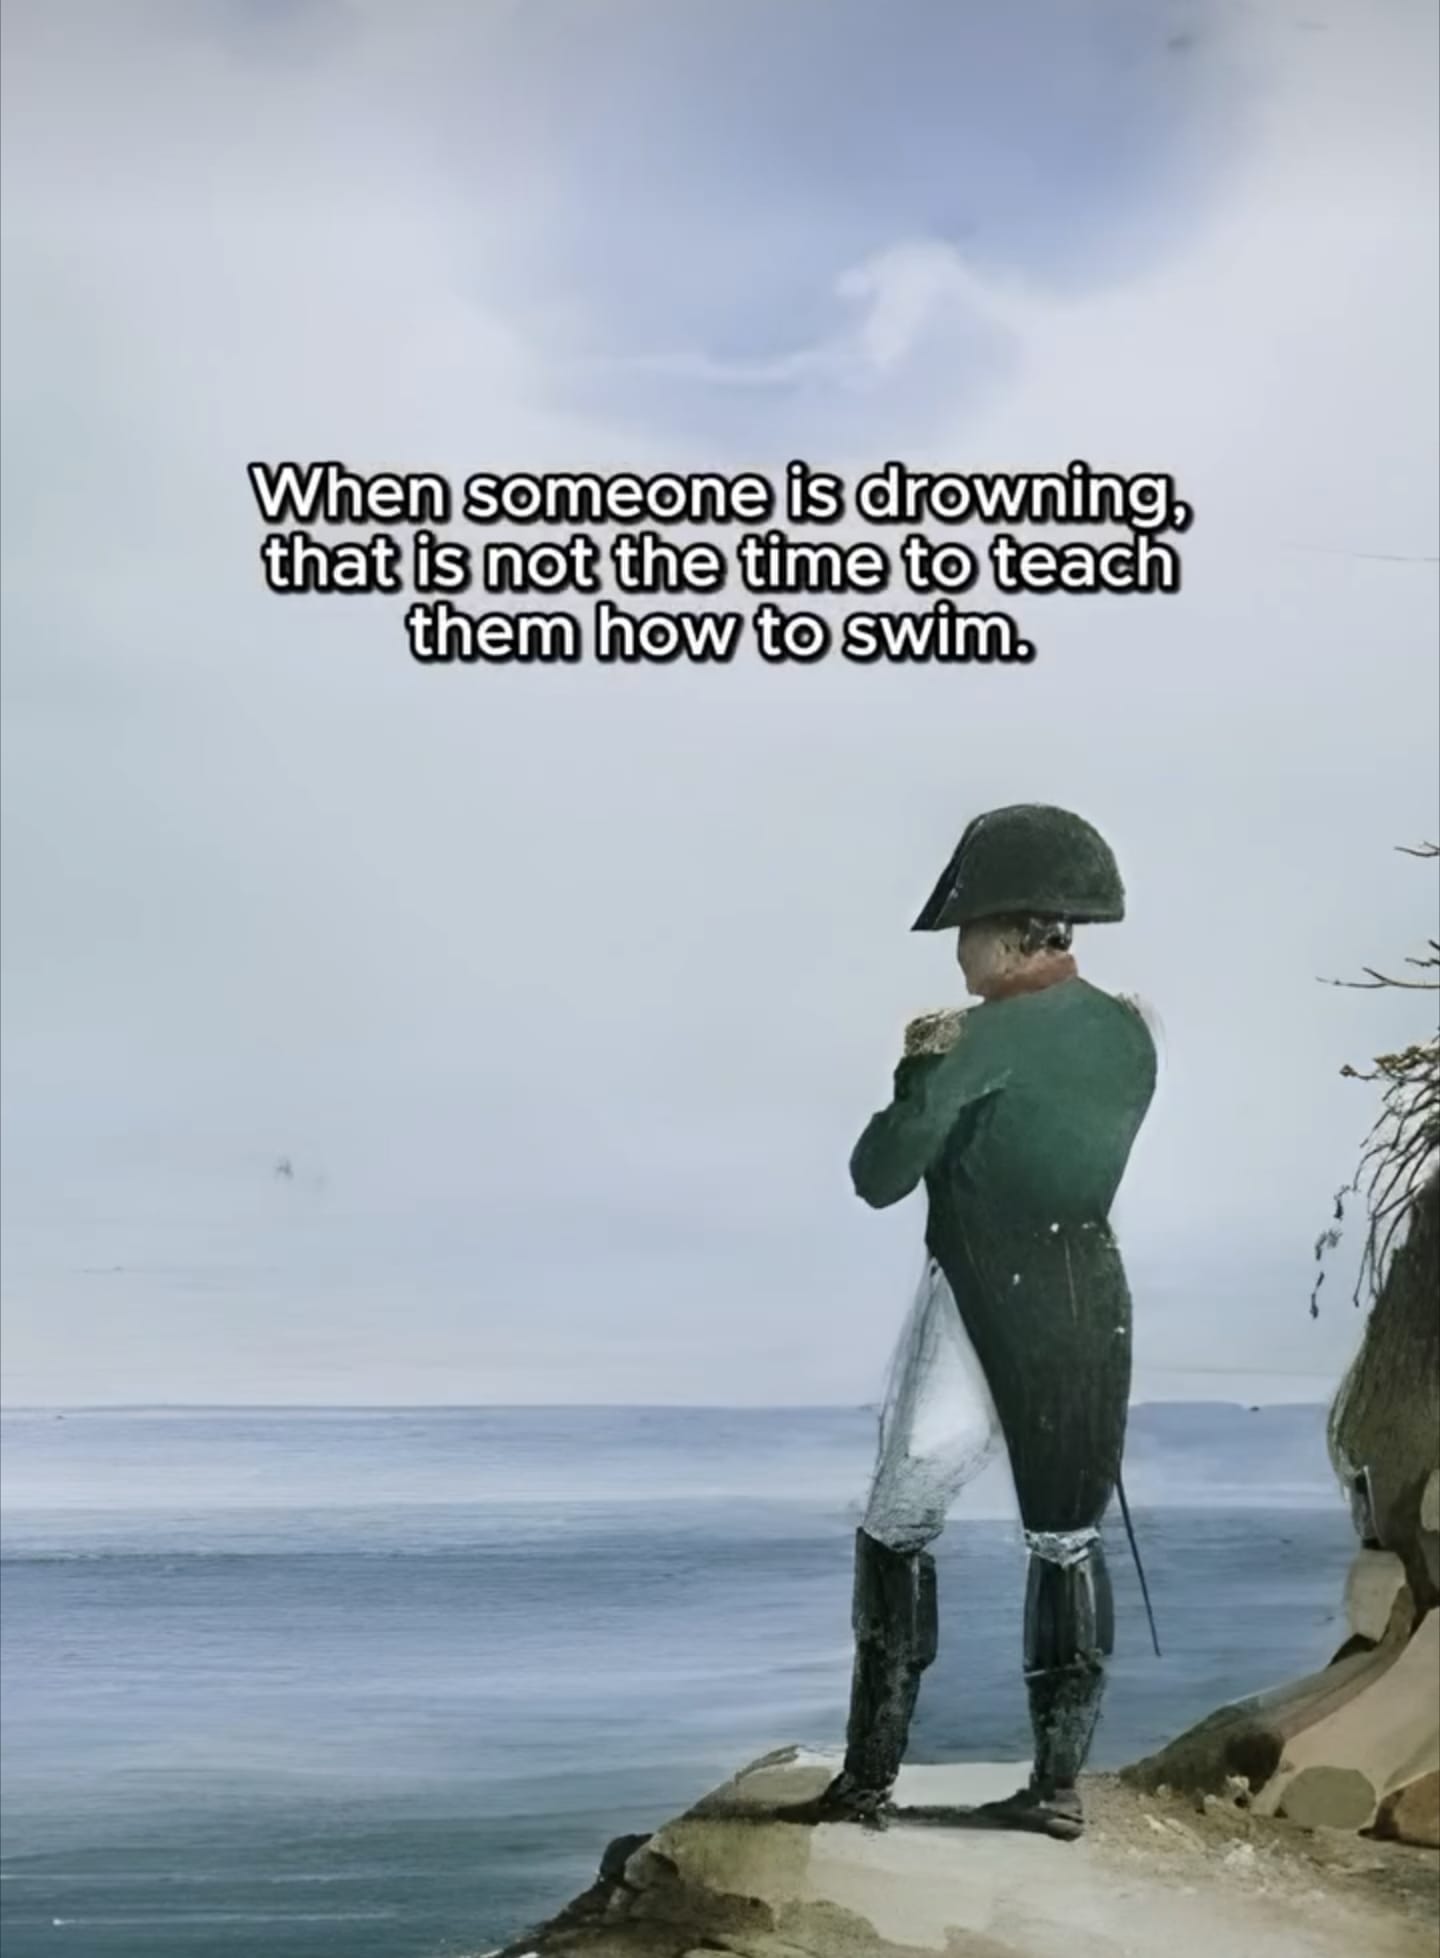 When someone is drowning,
that is not the time to teach
them how to swim.